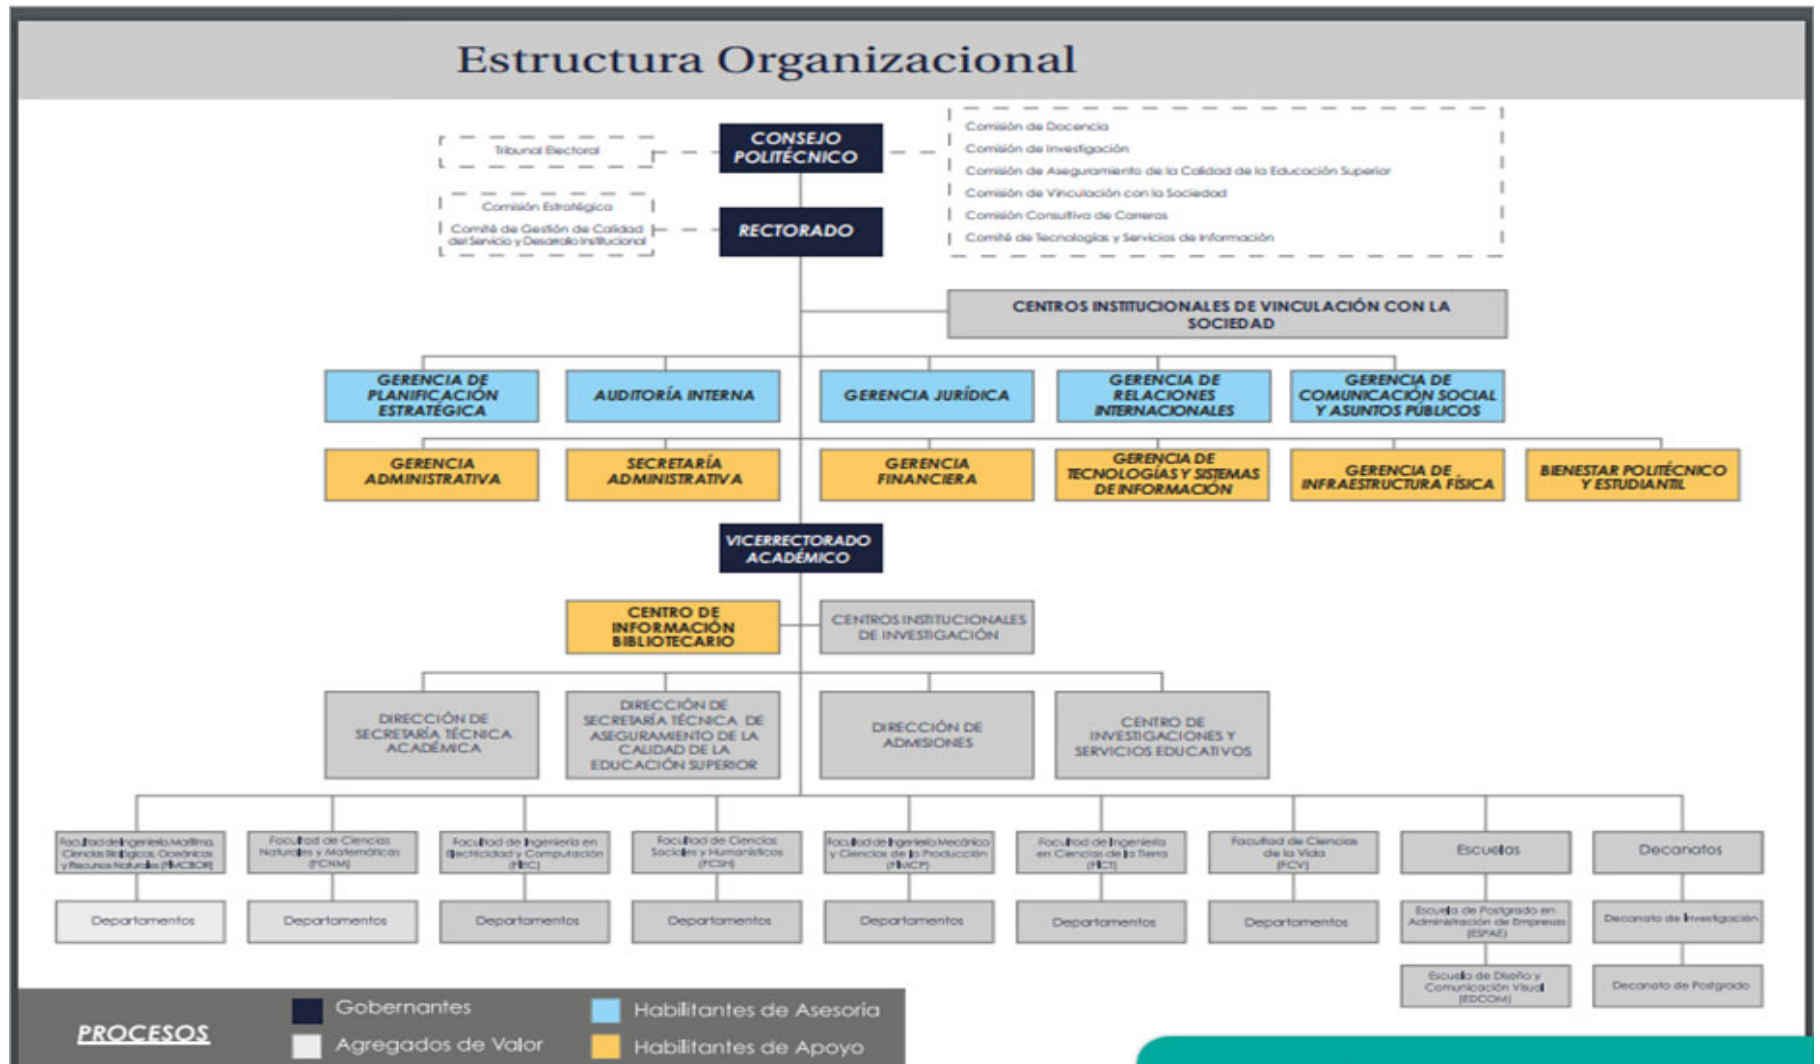 Estructura Organizacional
CONSEJO
POLITÉCNICO
Tribunal Electoral
Comisión de Docencia
Comisión de Investigación
Comisión de Aseguramiento de la Calidad de la Educación Superior
Comisión de Vinculación con la Sociedad
Comisión Consultiva de Carreras
Comité de Tecnologías y Servicios de Información
Comisión Estratégica
Comité de Gestión de Calidad
del Servicio y Desarrollo Institucional
RECTORADO
CENTROS INSTITUCIONALES DE VINCULACIÓN CON LA
SOCIEDAD
GERENCIA DE
PLANIFICACIÓN
ESTRATÉGICA
AUDITORÍA INTERNA
GERENCIA JURÍDICA
GERENCIA DE
RELACIONES
INTERNACIONALES
GERENCIA DE
COMUNICACIÓN SOCIAL
Y ASUNTOS PÚBLICOS
GERENCIA
ADMINISTRATIVA
SECRETARÍA
ADMINISTRATIVA
GERENCIA
FINANCIERA
GERENCIA DE
TECNOLOGÍAS Y SISTEMAS
DE INFORMACIÓN
GERENCIA DE
INFRAESTRUCTURA FÍSICA
BIENESTAR POLITÉCNICO
Y ESTUDIANTIL
VICERRECTORADO
ACADÉMICO
CENTRO DE
INFORMACIÓN
BIBLIOTECARIO
CENTROS INSTITUCIONALES
DE INVESTIGACIÓN
DIRECCIÓN DE
SECRETARÍA TÉCNICA
ACADÉMICA
DIRECCIÓN DE
SECRETARÍA TÉCNICA DE
ASEGURAMIENTO DE LA
CALIDAD DE LA
EDUCACIÓN SUPERIOR
DIRECCIÓN DE
ADMISIONES
CENTRO DE
INVESTIGACIONES Y
SERVICIOS EDUCATIVOS
Facultad de Ingeniería Marítima,
Ciencias Biológicas, Oceánicas
y Recursos Naturales (FIMCBOR)
Facultad de Ciencias
Naturales y Matemáticas
(FCNM)
Facultad de Ingeniería en
Electricidad y Computación
(FIEC)
Facultad de Ciencias
Sociales y Humanísticas
(FCSH)
Facultad de Ingeniería Mecánica
y Ciencias de la Producción
(FIMCP)
Facultad de Ingeniería
en Ciencias de la Tierra
(FICT)
Facultad de Ciencias
de la Vida
(FCV)
Escuelas
Decanatos
Departamentos
Departamentos
Departamentos
Departamentos
Departamentos
Departamentos
Departamentos
Escuela de Postgrado en
Administración de Empresas
(ESPAE)
Decanato de Investigación
Escuela de Diseño y
Comunicación Visual
(EDCOM)
Decanato de Postgrado
PROCESOS
Gobernantes
Habilitantes de Asesoría
Agregados de Valor
Habilitantes de Apoyo